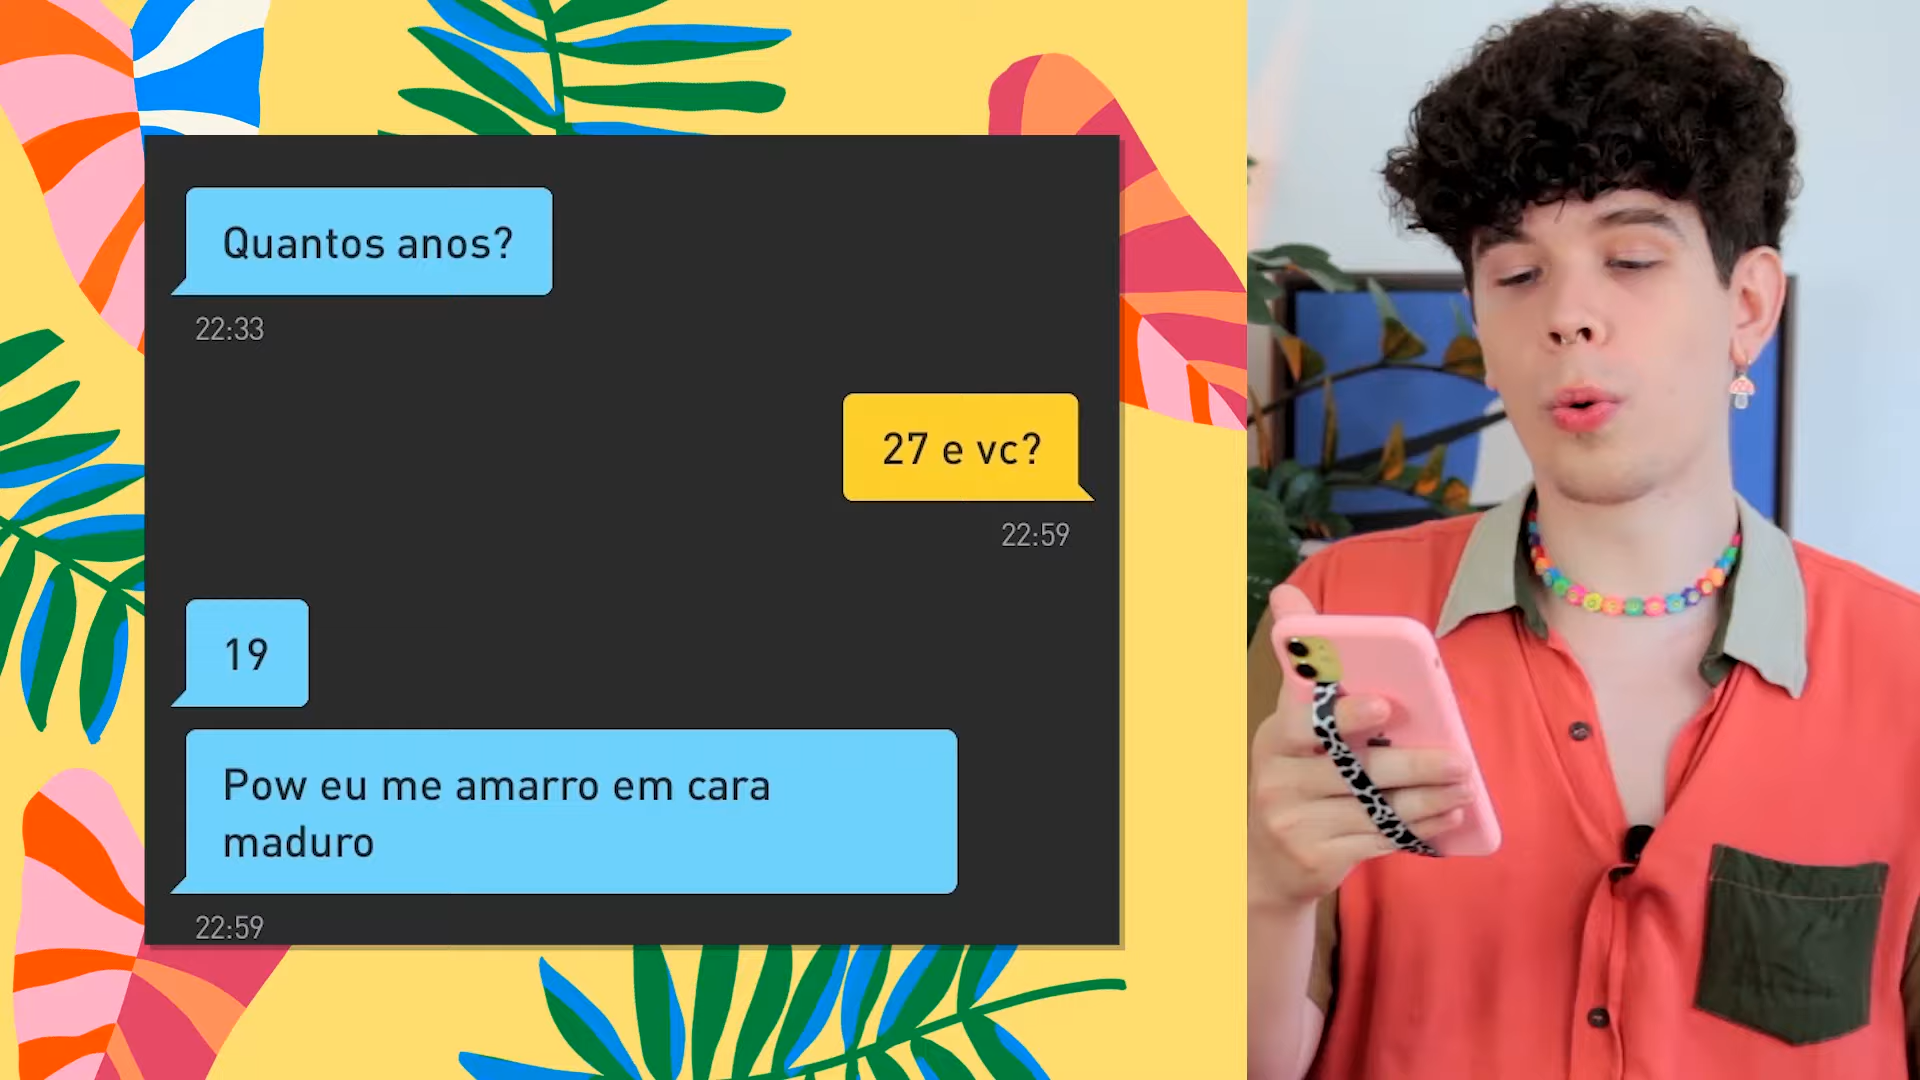 Quantos anos?
22:33
27 e vc?
22:59
19
Pow eu me amarro em cara
maduro
22:59